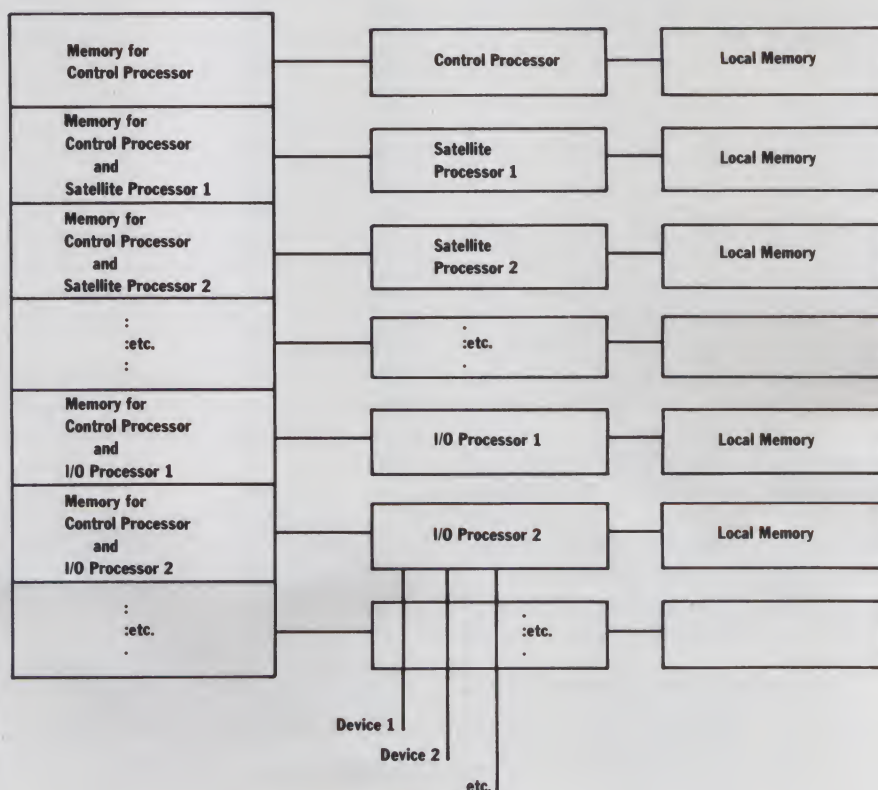 Memory for
Control Processor
Control Processor
Local Memory
Memory for
Control Processor
and
Satellite Processor 1
Satellite
Processor 1
Local Memory
Memory for
Control Processor
and
Satellite Processor 2
Satellite
Processor 2
Local Memory
:
:etc.
:
.
:etc.
.
Memory for
Control Processor
and
I/O Processor 1
I/O Processor 1
Local Memory
Memory for
Control Processor
and
I/O Processor 2
I/O Processor 2
Local Memory
:
:etc.
.
.
:etc.
.
Device 1
Device 2
etc.